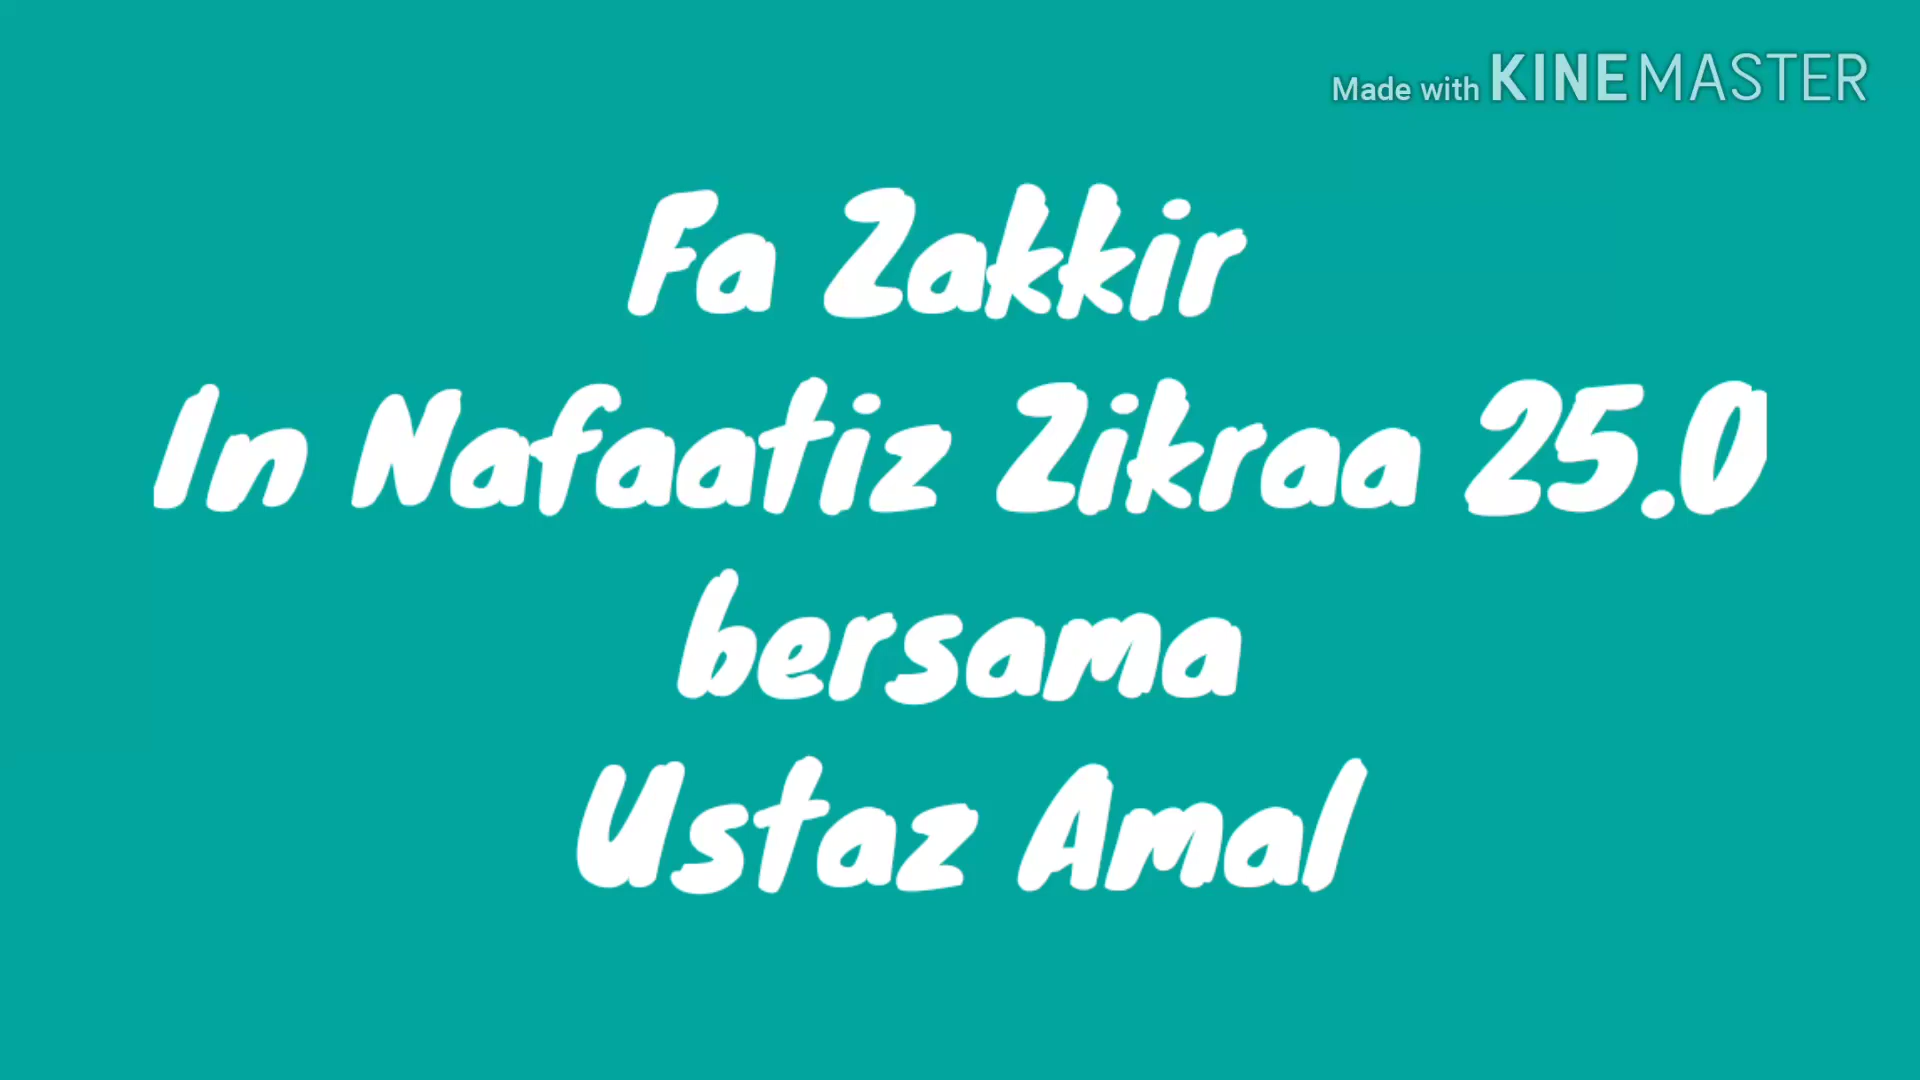 Made with KINEMASTER
Fa Zakkir
In Nafaatiz Zikraa 25.0
bersama
Ustaz Amal